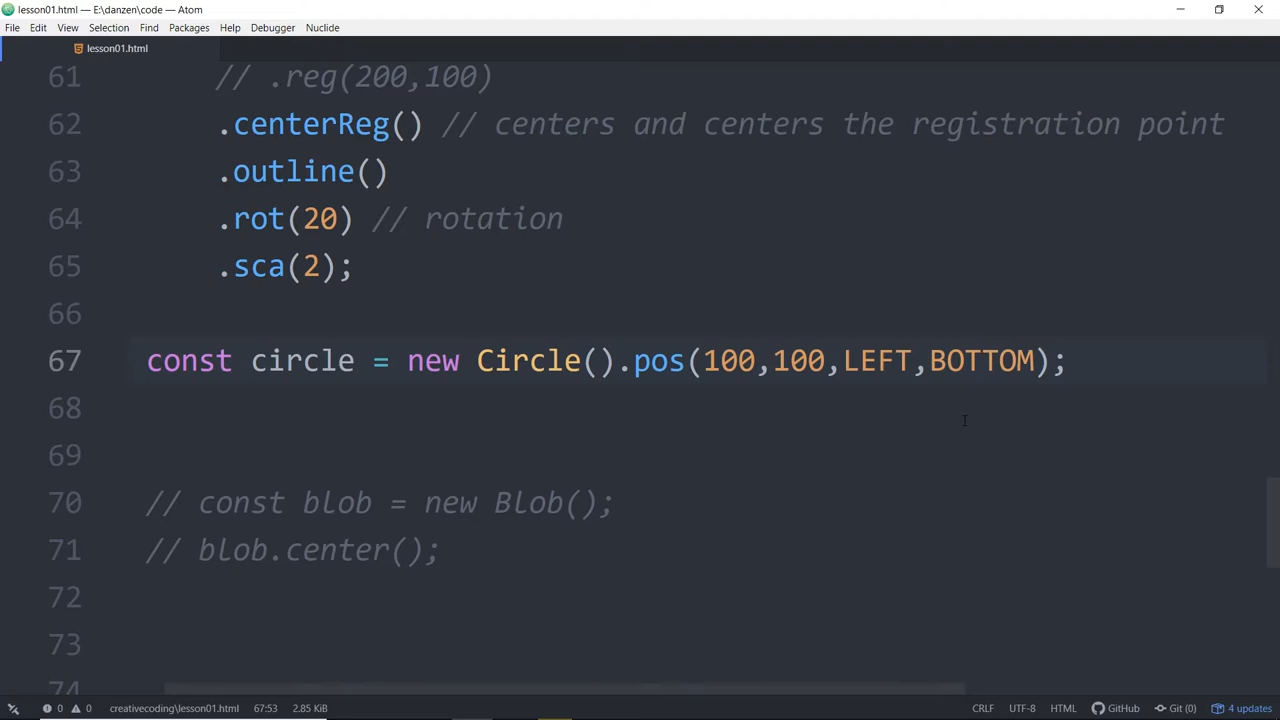 lesson01.html — E:\danzen\code — Atom
File Edit View Selection Find Packages Help Debugger Nuclide
lesson01.html
61 // .reg(200,100)
62 .centerReg() // centers and centers the registration point
63 .outline()
64 .rot(20) // rotation
65 .sca(2);
66
67 const circle = new Circle().pos(100,100,LEFT,BOTTOM);
68
69
70 // const blob = new Blob();
71 // blob.center();
72
73
74
0 0 creativecoding\lesson01.html 67:53 2.85 KiB CRLF UTF-8 HTML GitHub Git (0) 4 updates